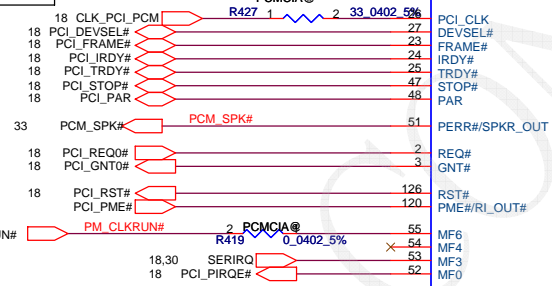 PCMCIA@
18 CLK_PCI_PCM R427 1 2 33_0402_5% 26 PCI_CLK
18 PCI_DEVSEL# 27 DEVSEL#
18 PCI_FRAME# 23 FRAME#
18 PCI_IRDY# 24 IRDY#
18 PCI_TRDY# 25 TRDY#
18 PCI_STOP# 47 STOP#
18 PCI_PAR 48 PAR
33 PCM_SPK# PCM_SPK# 51 PERR#/SPKR_OUT
18 PCI_REQ0# 2 REQ#
18 PCI_GNT0# 3 GNT#
18 PCI_RST# 126 RST#
PCI_PME# 120 PME#/RI_OUT#
UN# PM_CLKRUN# 2 PCMCIA@ 55 MF6
R419 0_0402_5% 54 MF4
18,30 SERIRQ 53 MF3
18 PCI_PIRQE# 52 MF0